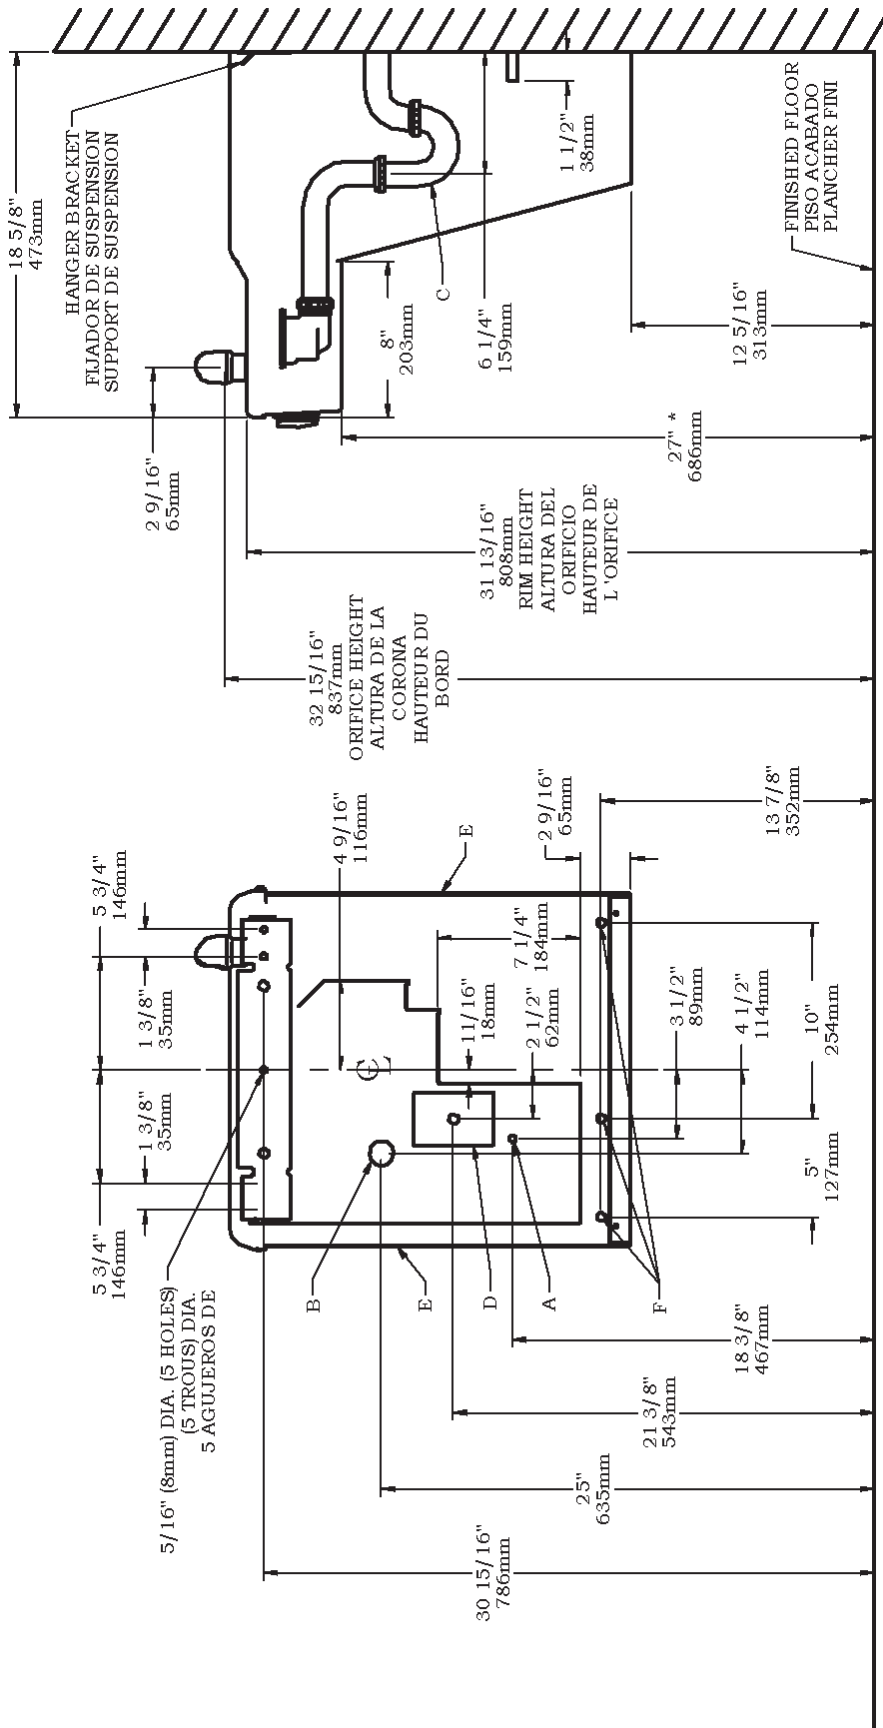 18 5/8"
473mm
HANGER BRACKET
FIJADOR DE SUSPENSION
SUPPORT DE SUSPENSION
2 9/16"
65mm
C
8"
203mm
6 1/4"
159mm
1 1/2"
38mm
FINISHED FLOOR
PISO ACABADO
PLANCHER FINI
12 5/16"
313mm
27" *
686mm
31 13/16"
808mm
RIM HEIGHT
ALTURA DEL
ORIFICIO
HAUTEUR DE
L 'ORIFICE
32 15/16"
837mm
ORIFICE HEIGHT
ALTURA DE LA
CORONA
HAUTEUR DU
BORD
5 3/4"
146mm
1 3/8"
35mm
1 3/8"
35mm
5 3/4"
146mm
4 9/16"
116mm
E
2 9/16"
65mm
13 7/8"
352mm
7 1/4"
184mm
11/16"
18mm
2 1/2"
62mm
3 1/2"
89mm
4 1/2"
114mm
10"
254mm
5"
127mm
CL
5/16" (8mm) DIA. (5 HOLES)
(5 TROUS) DIA.
5 AGUJEROS DE
B
E
D
A
F
18 3/8"
467mm
21 3/8"
543mm
25"
635mm
30 15/16"
786mm